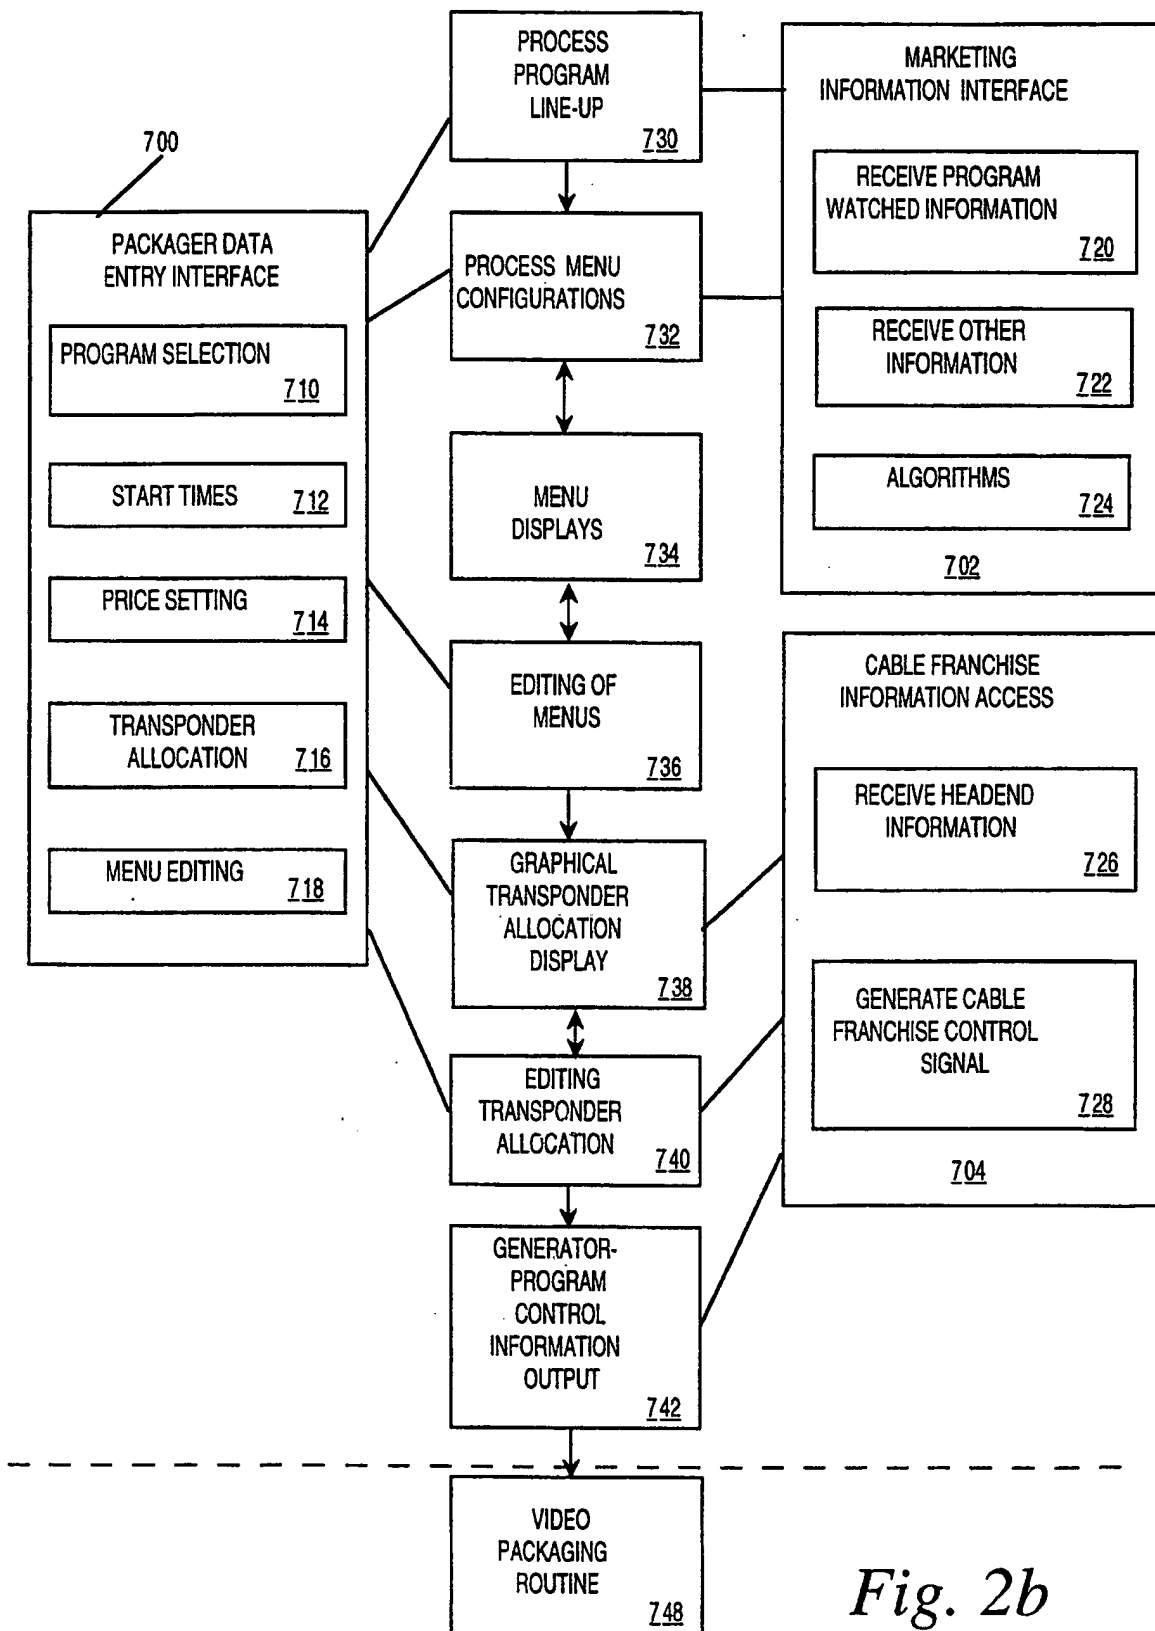 700
PACKAGER DATA
ENTRY INTERFACE
PROGRAM SELECTION
710
START TIMES 712
PRICE SETTING
714
TRANSPONDER
ALLOCATION 716
MENU EDITING
718
PROCESS
PROGRAM
LINE-UP
730
PROCESS MENU
CONFIGURATIONS
732
MENU
DISPLAYS
734
EDITING OF
MENUS
736
GRAPHICAL
TRANSPONDER
ALLOCATION
DISPLAY
738
EDITING
TRANSPONDER
ALLOCATION
740
GENERATOR-
PROGRAM
CONTROL
INFORMATION
OUTPUT
742
VIDEO
PACKAGING
ROUTINE
748
MARKETING
INFORMATION INTERFACE
RECEIVE PROGRAM
WATCHED INFORMATION
720
RECEIVE OTHER
INFORMATION
722
ALGORITHMS
724
702
CABLE FRANCHISE
INFORMATION ACCESS
RECEIVE HEADEND
INFORMATION
726
GENERATE CABLE
FRANCHISE CONTROL
SIGNAL
728
704
Fig. 2b